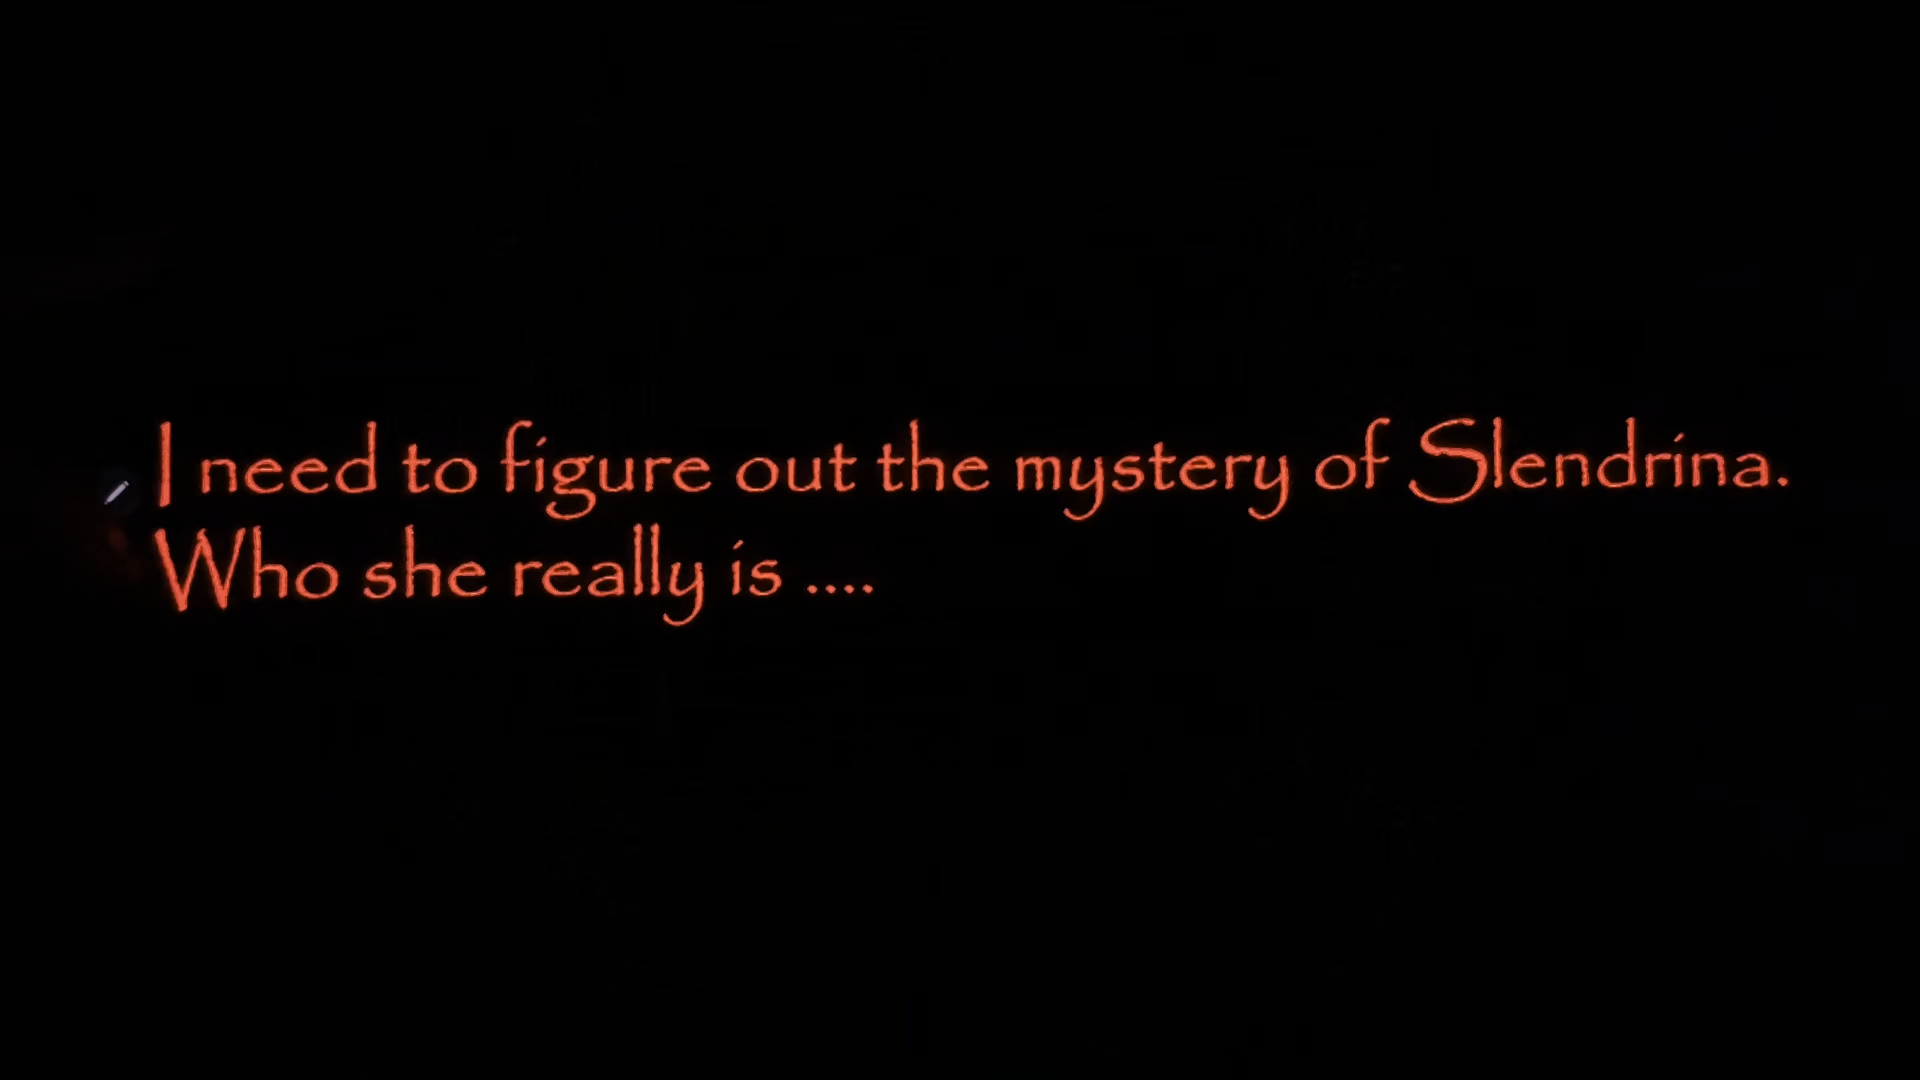 I need to figure out the mystery of Slendrina.
Who she really is ....